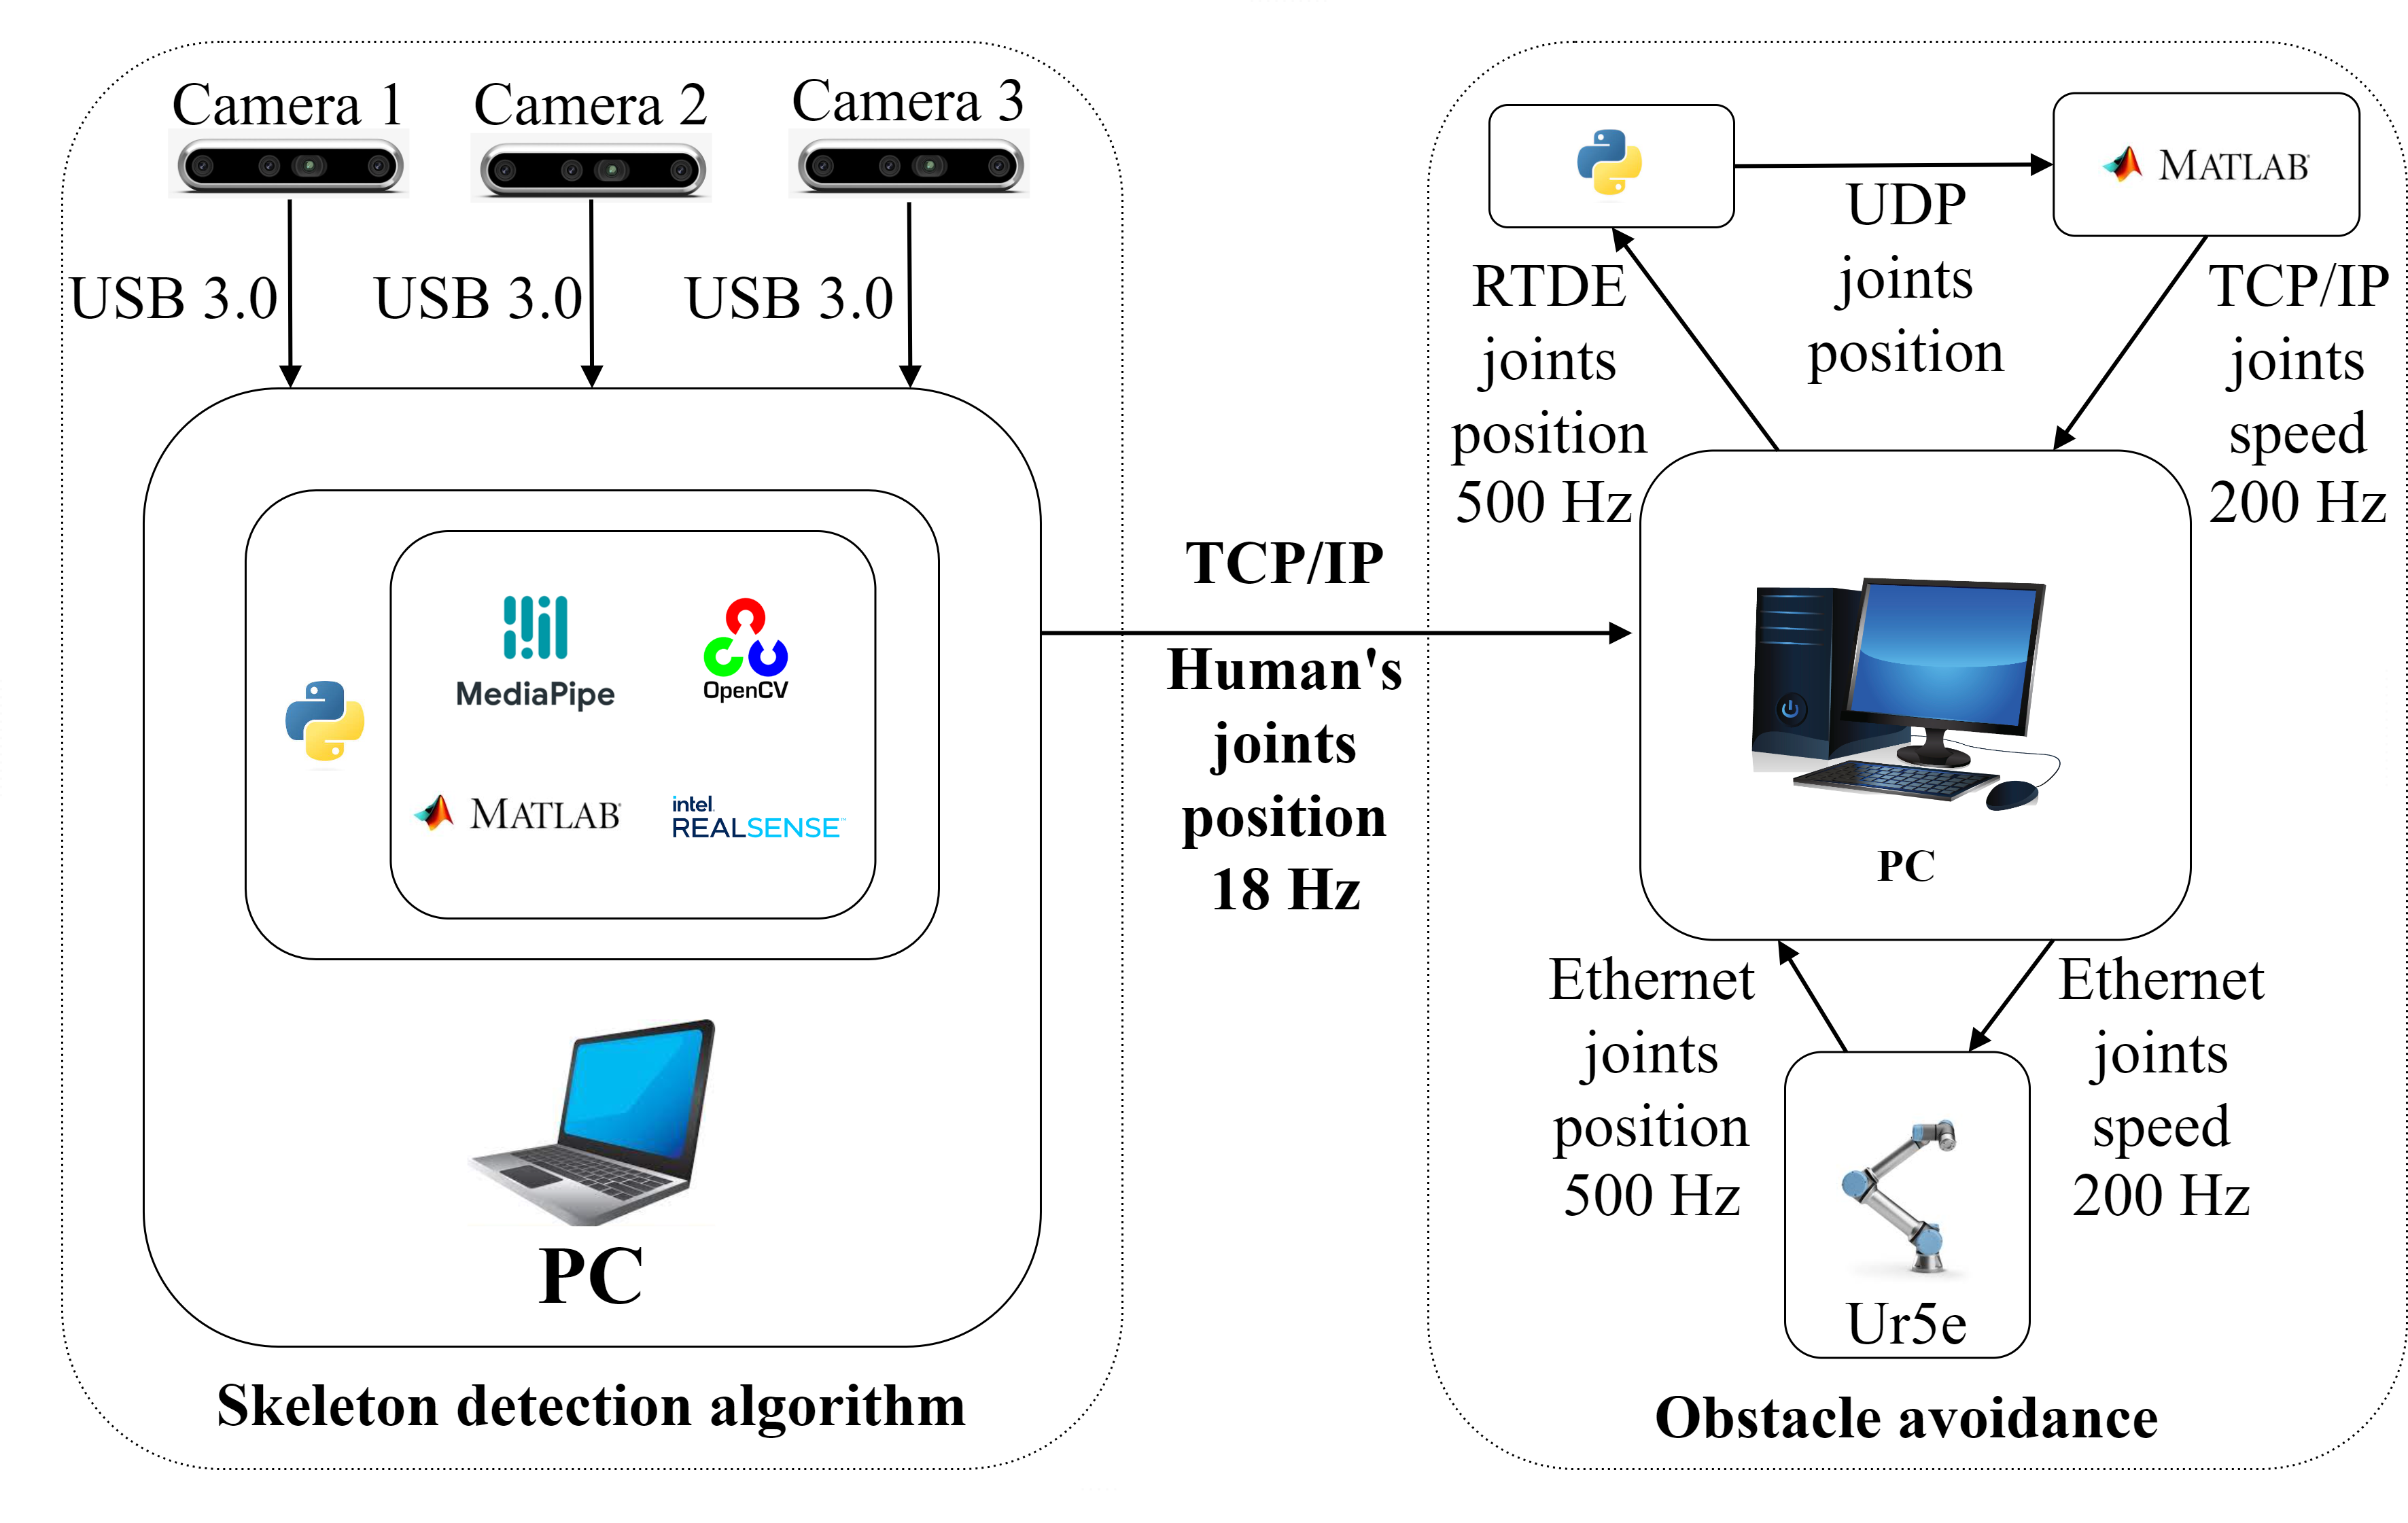 Camera 1
Camera 2
Camera 3
USB 3.0
USB 3.0
USB 3.0
MediaPipe
OpenCV
MATLAB
intel
REALSENSE
PC
Skeleton detection algorithm
TCP/IP
Human's
joints
position
18 Hz
MATLAB
UDP
joints
position
RTDE
joints
position
500 Hz
TCP/IP
joints
speed
200 Hz
PC
Ethernet
joints
position
500 Hz
Ethernet
joints
speed
200 Hz
Ur5e
Obstacle avoidance